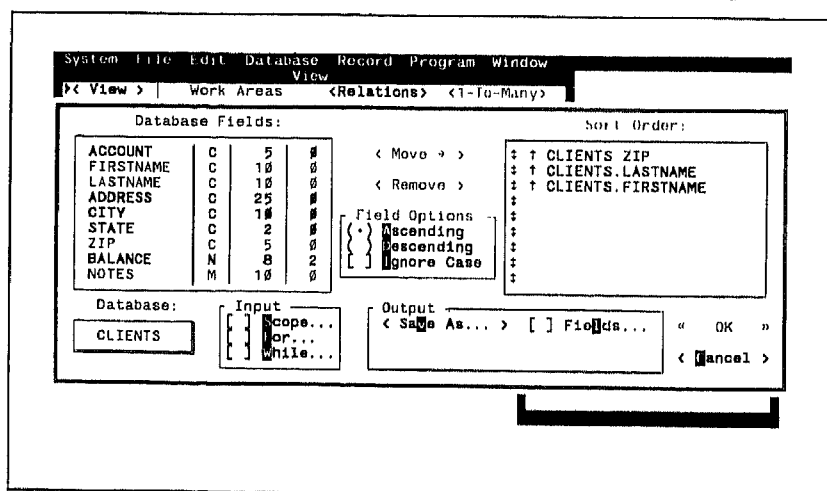 System File Edit Database Record Program Window
View
< View > Work Areas <Relations> <1-To-Many>
Database Fields:
ACCOUNT C 5 0
FIRSTNAME C 10 0
LASTNAME C 10 0
ADDRESS C 25 0
CITY C 10 0
STATE C 2 0
ZIP C 5 0
BALANCE N 8 2
NOTES M 10 0
< Move → >
< Remove >
Field Options
(•) Ascending
( ) Descending
[ ] Ignore Case
Sort Order:
↕ ↑ CLIENTS ZIP
↕ ↑ CLIENTS.LASTNAME
↕ ↑ CLIENTS.FIRSTNAME
↕
↕
↕
↕
↕
↕
Database:
CLIENTS
Input
[ ] Scope...
[ ] For...
[ ] While...
Output
< Save As... > [ ] Fields...
« OK »
< Cancel >